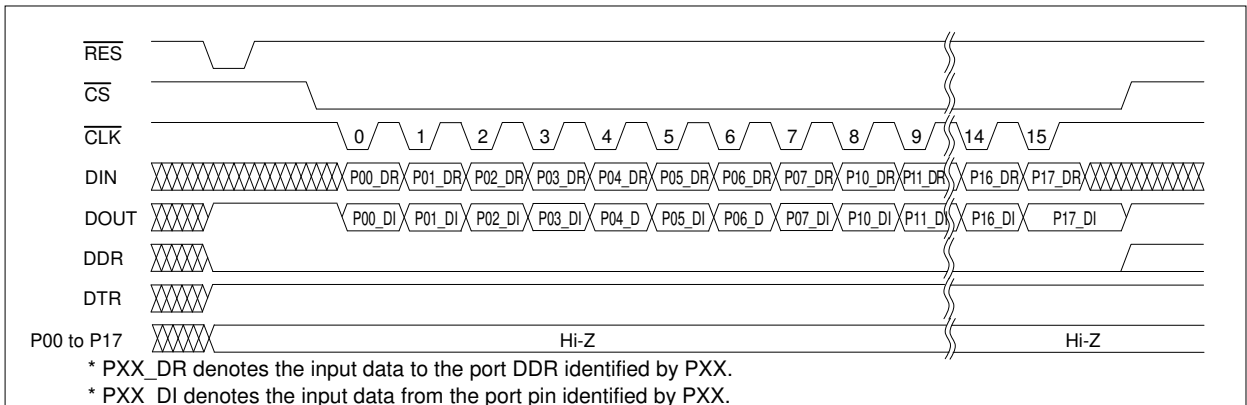 RES
CS
CLK 0 1 2 3 4 5 6 7 8 9 14 15
DIN P00_DR P01_DR P02_DR P03_DR P04_DR P05_DR P06_DR P07_DR P10_DR P11_DR P16_DR P17_DR
DOUT P00_DI P01_DI P02_DI P03_DI P04_D P05_DI P06_D P07_DI P10_DI P11_DI P16_DI P17_DI
DDR
DTR
P00 to P17 Hi-Z Hi-Z
* PXX_DR denotes the input data to the port DDR identified by PXX.
* PXX_DI denotes the input data from the port pin identified by PXX.